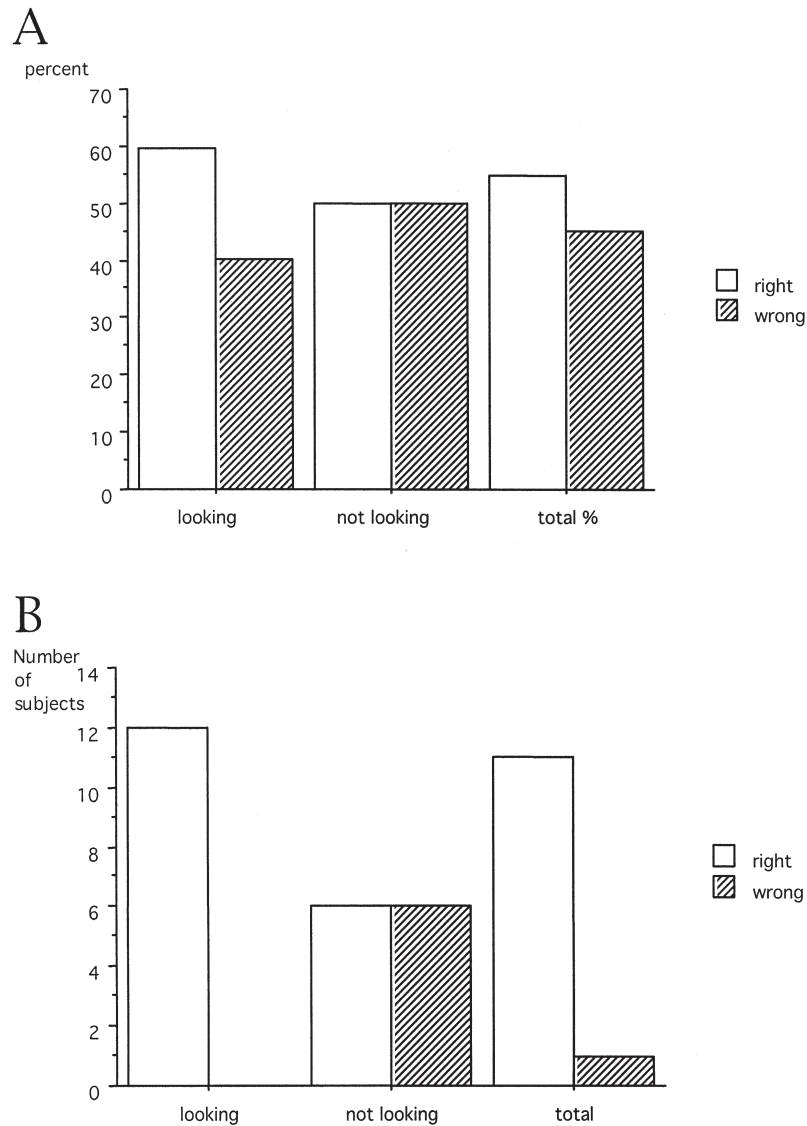 A
percent
70
60
50
40
30
20
10
0
looking not looking total %
right
wrong
B
Number
of
subjects
14
12
10
8
6
4
2
0
looking not looking total
right
wrong